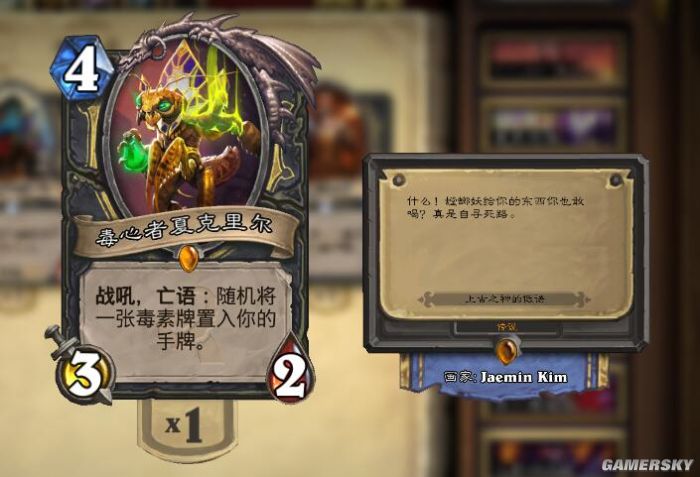 4
毒心者夏克里尔
战吼，亡语：随机将
一张毒素牌置入你的
手牌。
3
2
x1
什么！螳螂妖给你的东西你也敢
喝？真是自寻死路。
上古之神的低语
传说
画家: Jaemin Kim
GAMERSKY